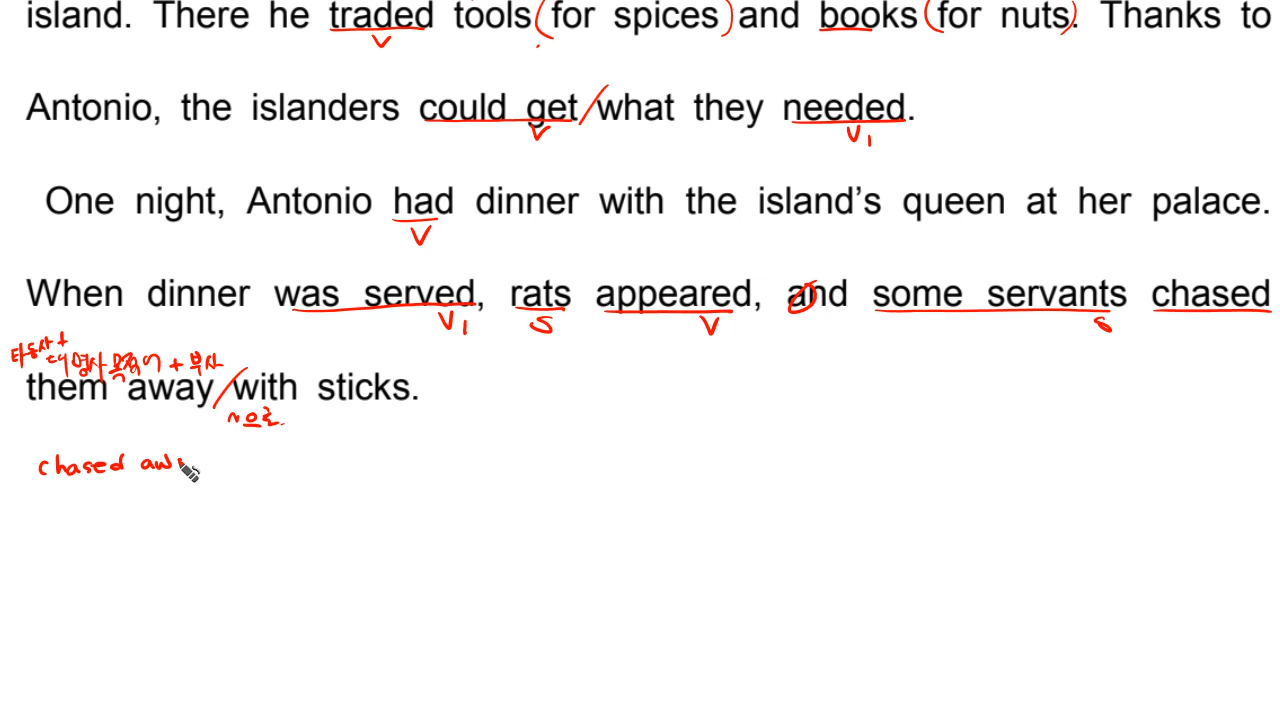 island. There he traded tools (for spices) and books (for nuts). Thanks to
V
Antonio, the islanders could get / what they needed.
V V1
One night, Antonio had dinner with the island's queen at her palace.
V
When dinner was served, rats appeared, and some servants chased
V1 S V S
타동사 + 대명사 목적어 + 부사
them away / with sticks.
~으로
chased aw